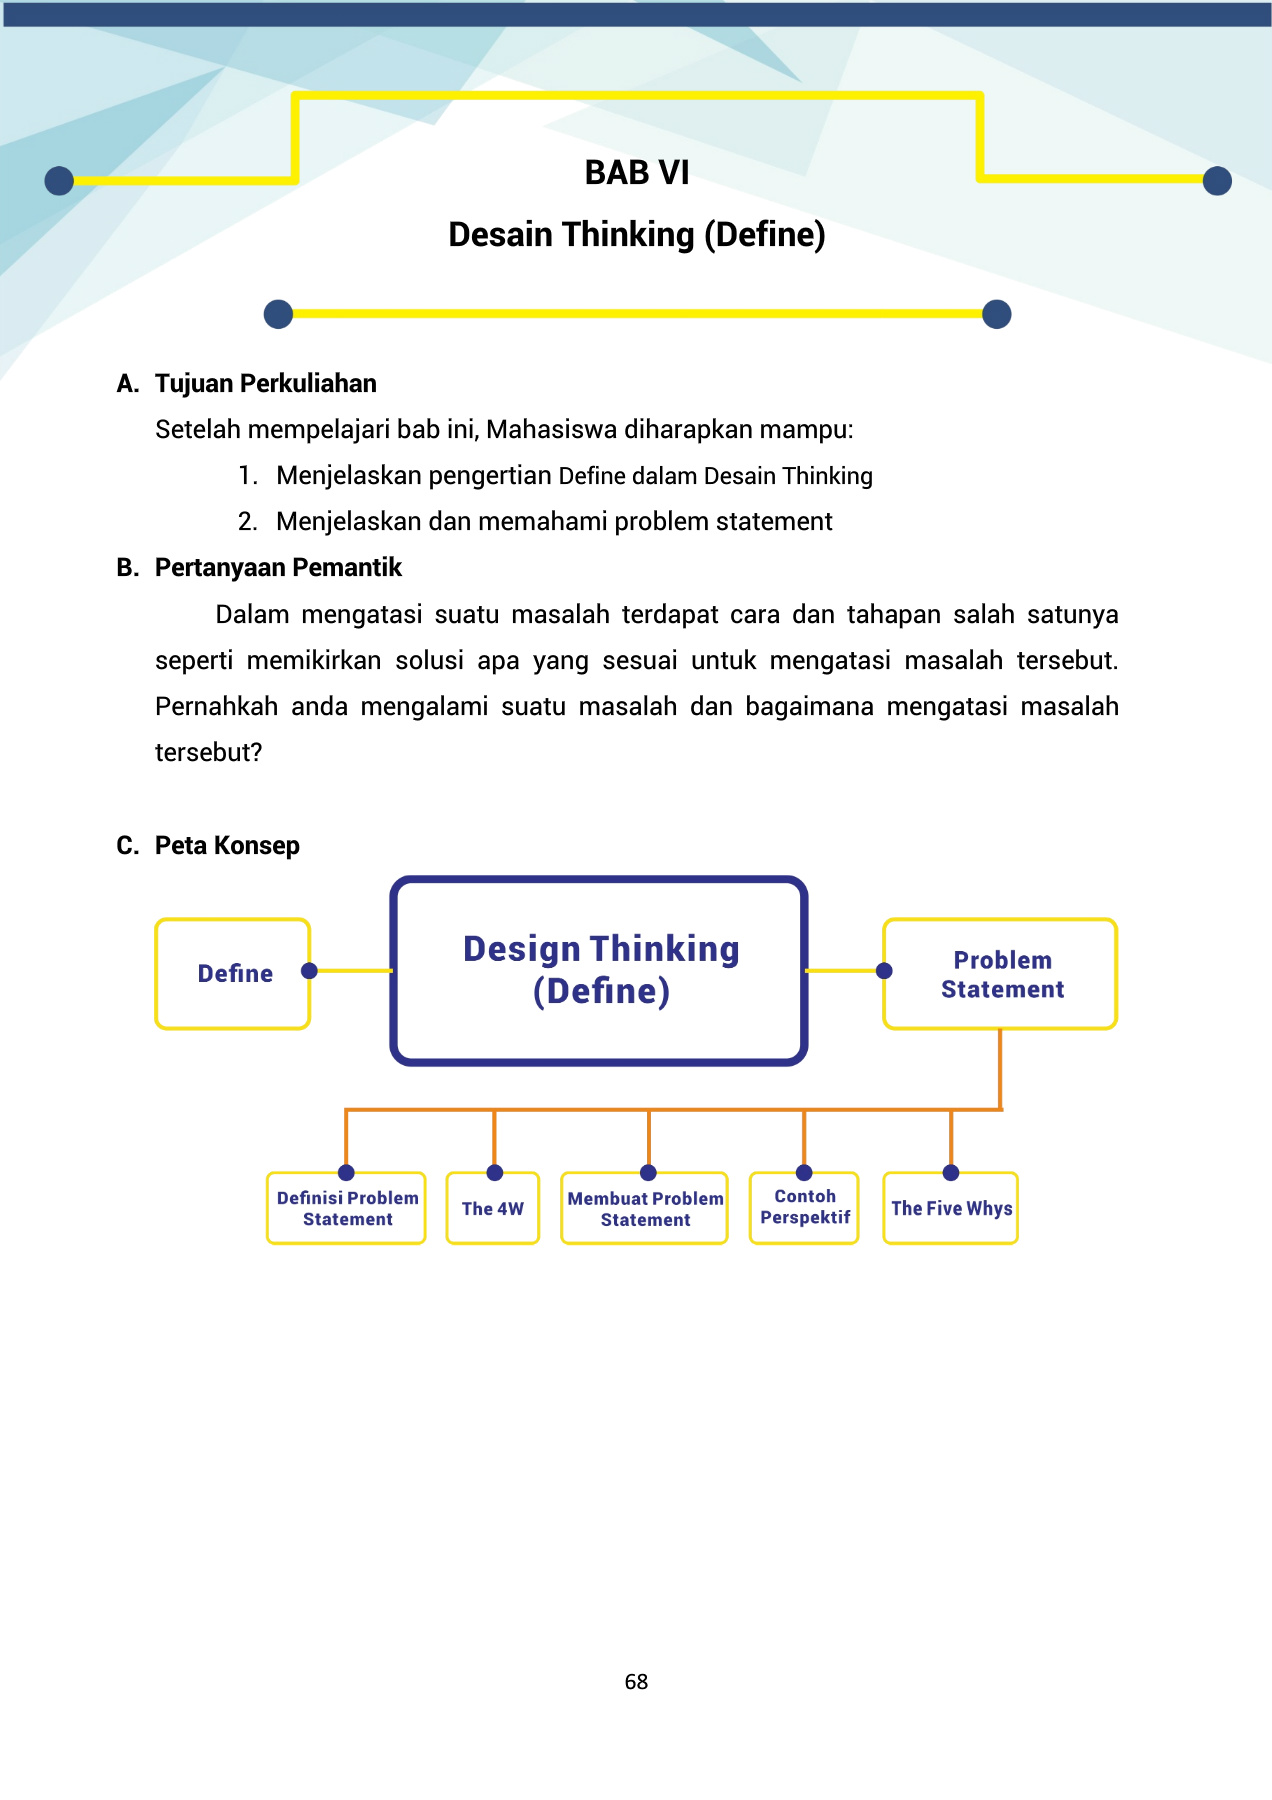 BAB VI
Desain Thinking (Define)
A. Tujuan Perkuliahan
Setelah mempelajari bab ini, Mahasiswa diharapkan mampu:
1. Menjelaskan pengertian Define dalam Desain Thinking
2. Menjelaskan dan memahami problem statement
B. Pertanyaan Pemantik
Dalam mengatasi suatu masalah terdapat cara dan tahapan salah satunya
seperti memikirkan solusi apa yang sesuai untuk mengatasi masalah tersebut.
Pernahkah anda mengalami suatu masalah dan bagaimana mengatasi masalah
tersebut?
C. Peta Konsep
Define
Design Thinking
(Define)
Problem
Statement
Definisi Problem
Statement
The 4W
Membuat Problem
Statement
Contoh
Perspektif
The Five Whys
68